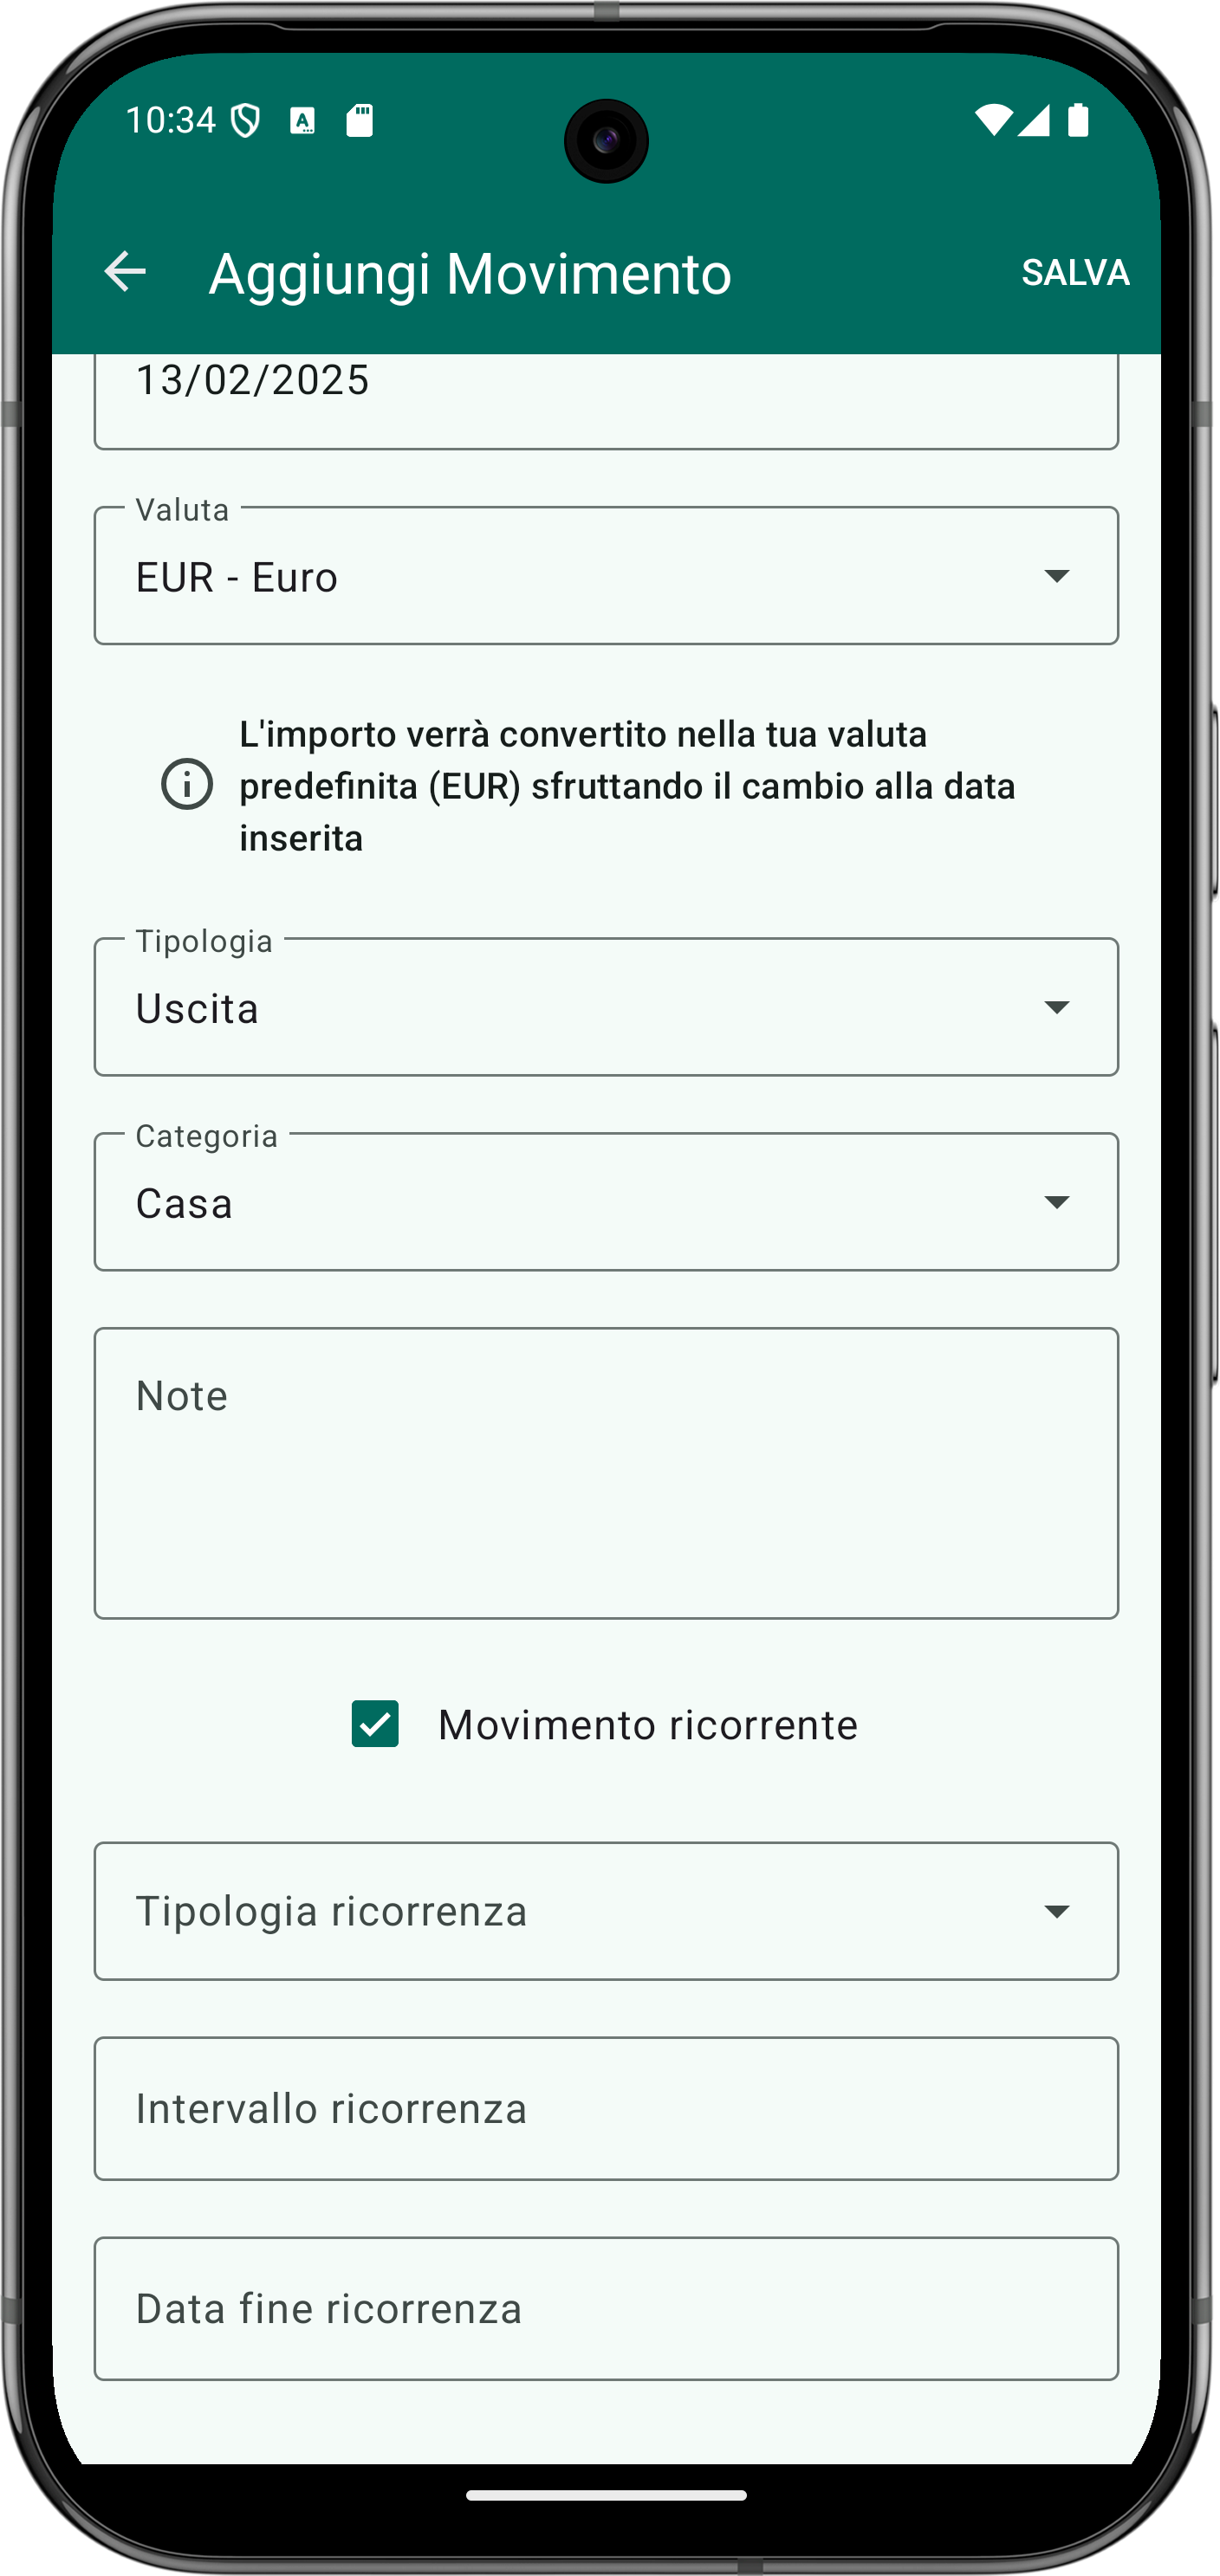 10:34
Aggiungi Movimento
SALVA
13/02/2025
Valuta
EUR - Euro
L'importo verrà convertito nella tua valuta
predefinita (EUR) sfruttando il cambio alla data
inserita
Tipologia
Uscita
Categoria
Casa
Note
Movimento ricorrente
Tipologia ricorrenza
Intervallo ricorrenza
Data fine ricorrenza